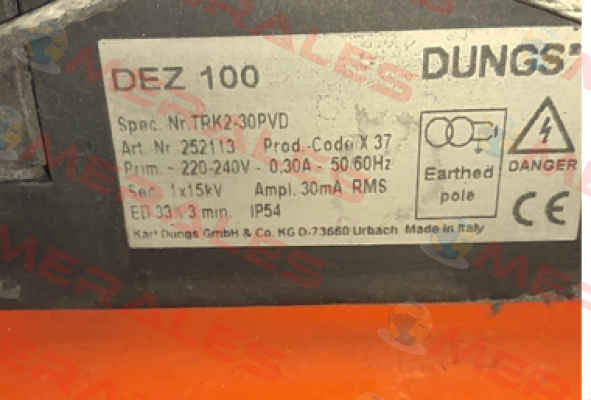 DEZ 100
DUNGS®
Spec. Nr.TRK2-30PVD
Art. Nr. 252113 Prod.-Code X 37
Prim. ~ 220-240V - 0,30A - 50/60Hz
Sec. 1x15kV Ampl. 30mA RMS
ED 33% 3 min. IP54
Karl Dungs GmbH & Co. KG D-73660 Urbach Made in Italy
Earthed
pole
DANGER
CE
MERALES